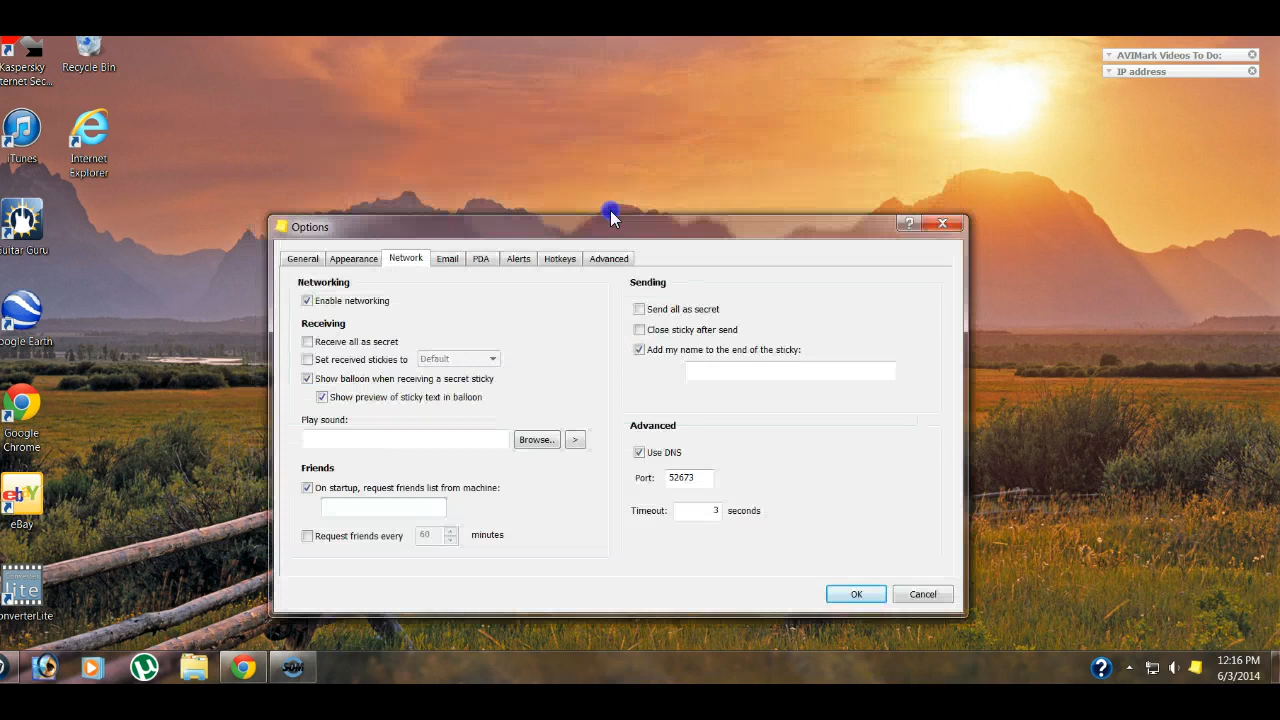 Kaspersky
nternet Sec...
Recycle Bin
AVIMark Videos To Do:
IP address
iTunes
Internet
Explorer
Guitar Guru
oogle Earth
Google
Chrome
ebay
eBay
lite
onverterLite
Options
General
Appearance
Network
Email
PDA
Alerts
Hotkeys
Advanced
Networking
Enable networking
Receiving
Receive all as secret
Set received stickies to
Default
Show balloon when receiving a secret sticky
Show preview of sticky text in balloon
Play sound:
Browse..
>
Friends
On startup, request friends list from machine:
Request friends every
60
minutes
Sending
Send all as secret
Close sticky after send
Add my name to the end of the sticky:
Advanced
Use DNS
Port:
52673
Timeout:
3
seconds
OK
Cancel
12:16 PM
6/3/2014